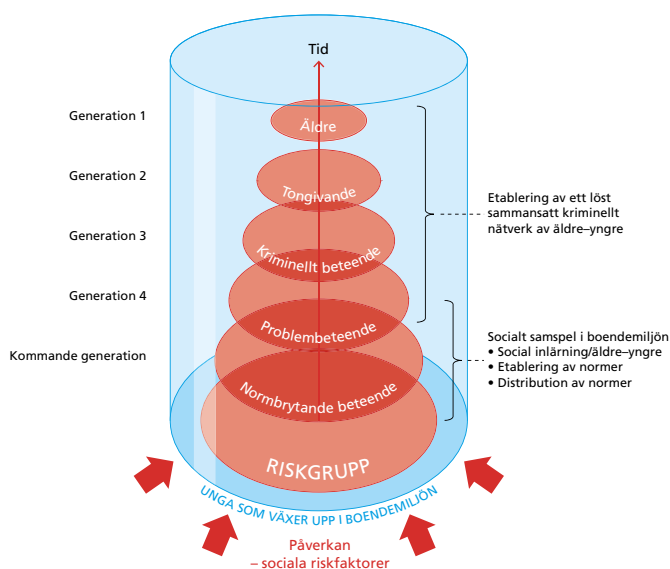 Tid
Generation 1
Äldre
Generation 2
Tongivande
Etablering av ett löst
sammansatt kriminellt
nätverk av äldre–yngre
Generation 3
Kriminellt beteende
Generation 4
Problembeteende
Kommande generation
Socialt samspel i boendemiljön
• Social inlärning/äldre–yngre
• Etablering av normer
• Distribution av normer
Normbrytande beteende
RISKGRUPP
UNGA SOM VÄXER UPP I BOENDEMILJÖN
Påverkan
– sociala riskfaktorer